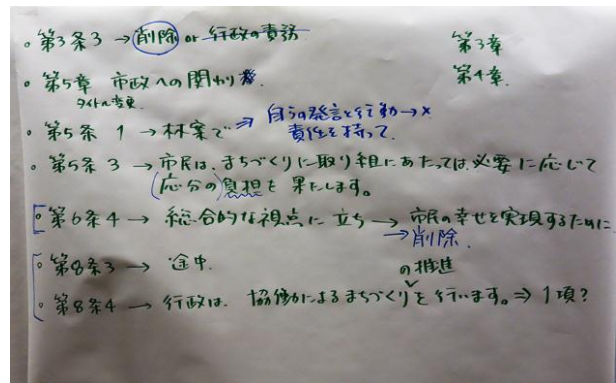 。第3条3 → 削除 or 行政の責務
第3章
。第5章 市政への関わり
第4章
タイトル変更
。第5条 1 → 林案で ⇒ 自らの発言と行動→×
責任を持って
。第5条 3 → 市民は、まちづくりに取り組にあたっては、必要に応じて
(応分の)負担を果たします。
。第6条4 → 総合的な視点に立ち → 市民の幸せを実現するために
→削除
。第8条3 → 途中.
の推進
。第8条4 → 行政は、協働によるまちづくりを行います。⇒ 1項?